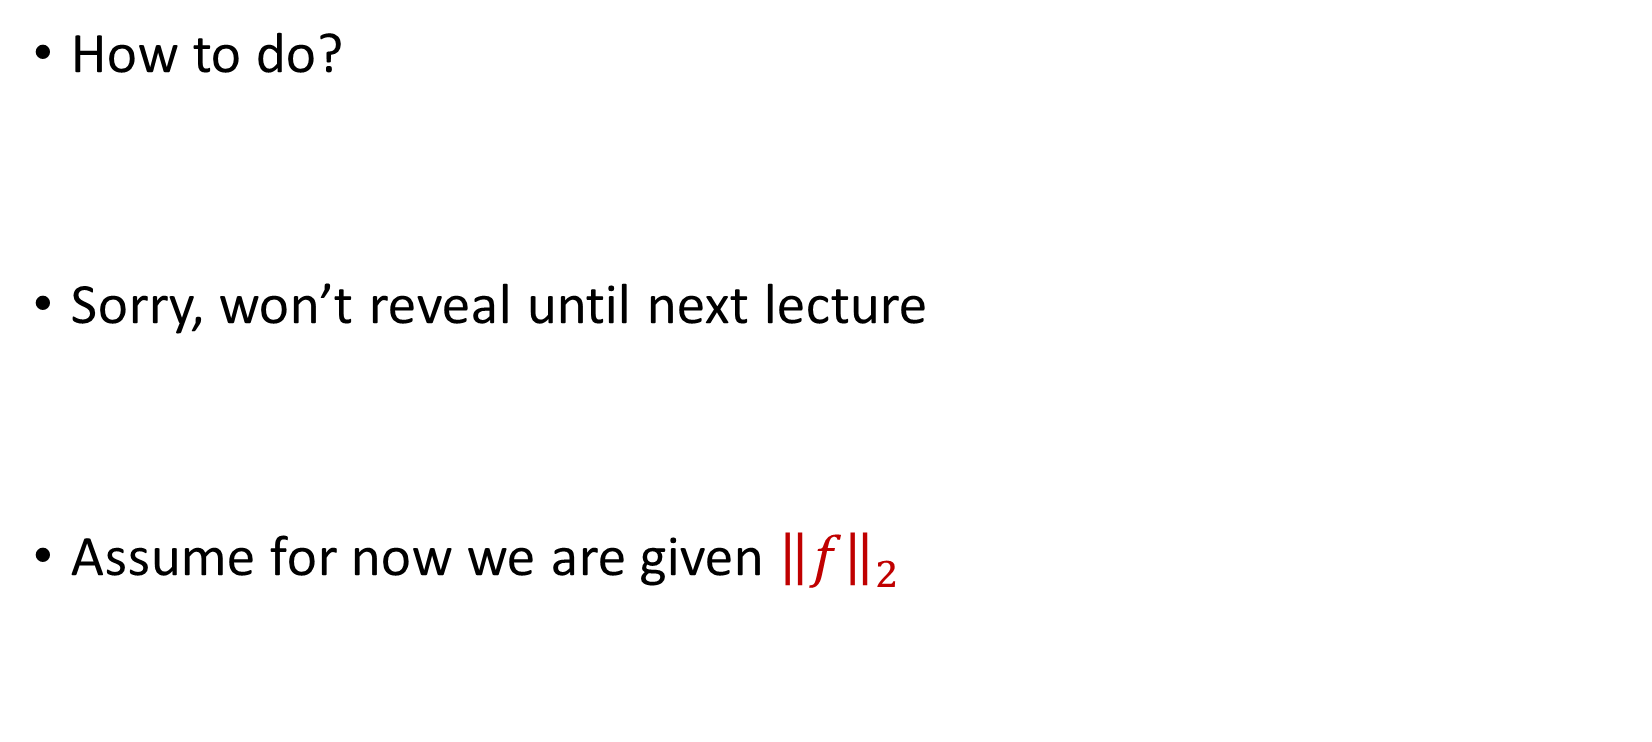 • How to do?
• Sorry, won’t reveal until next lecture
• Assume for now we are given ‖f‖₂